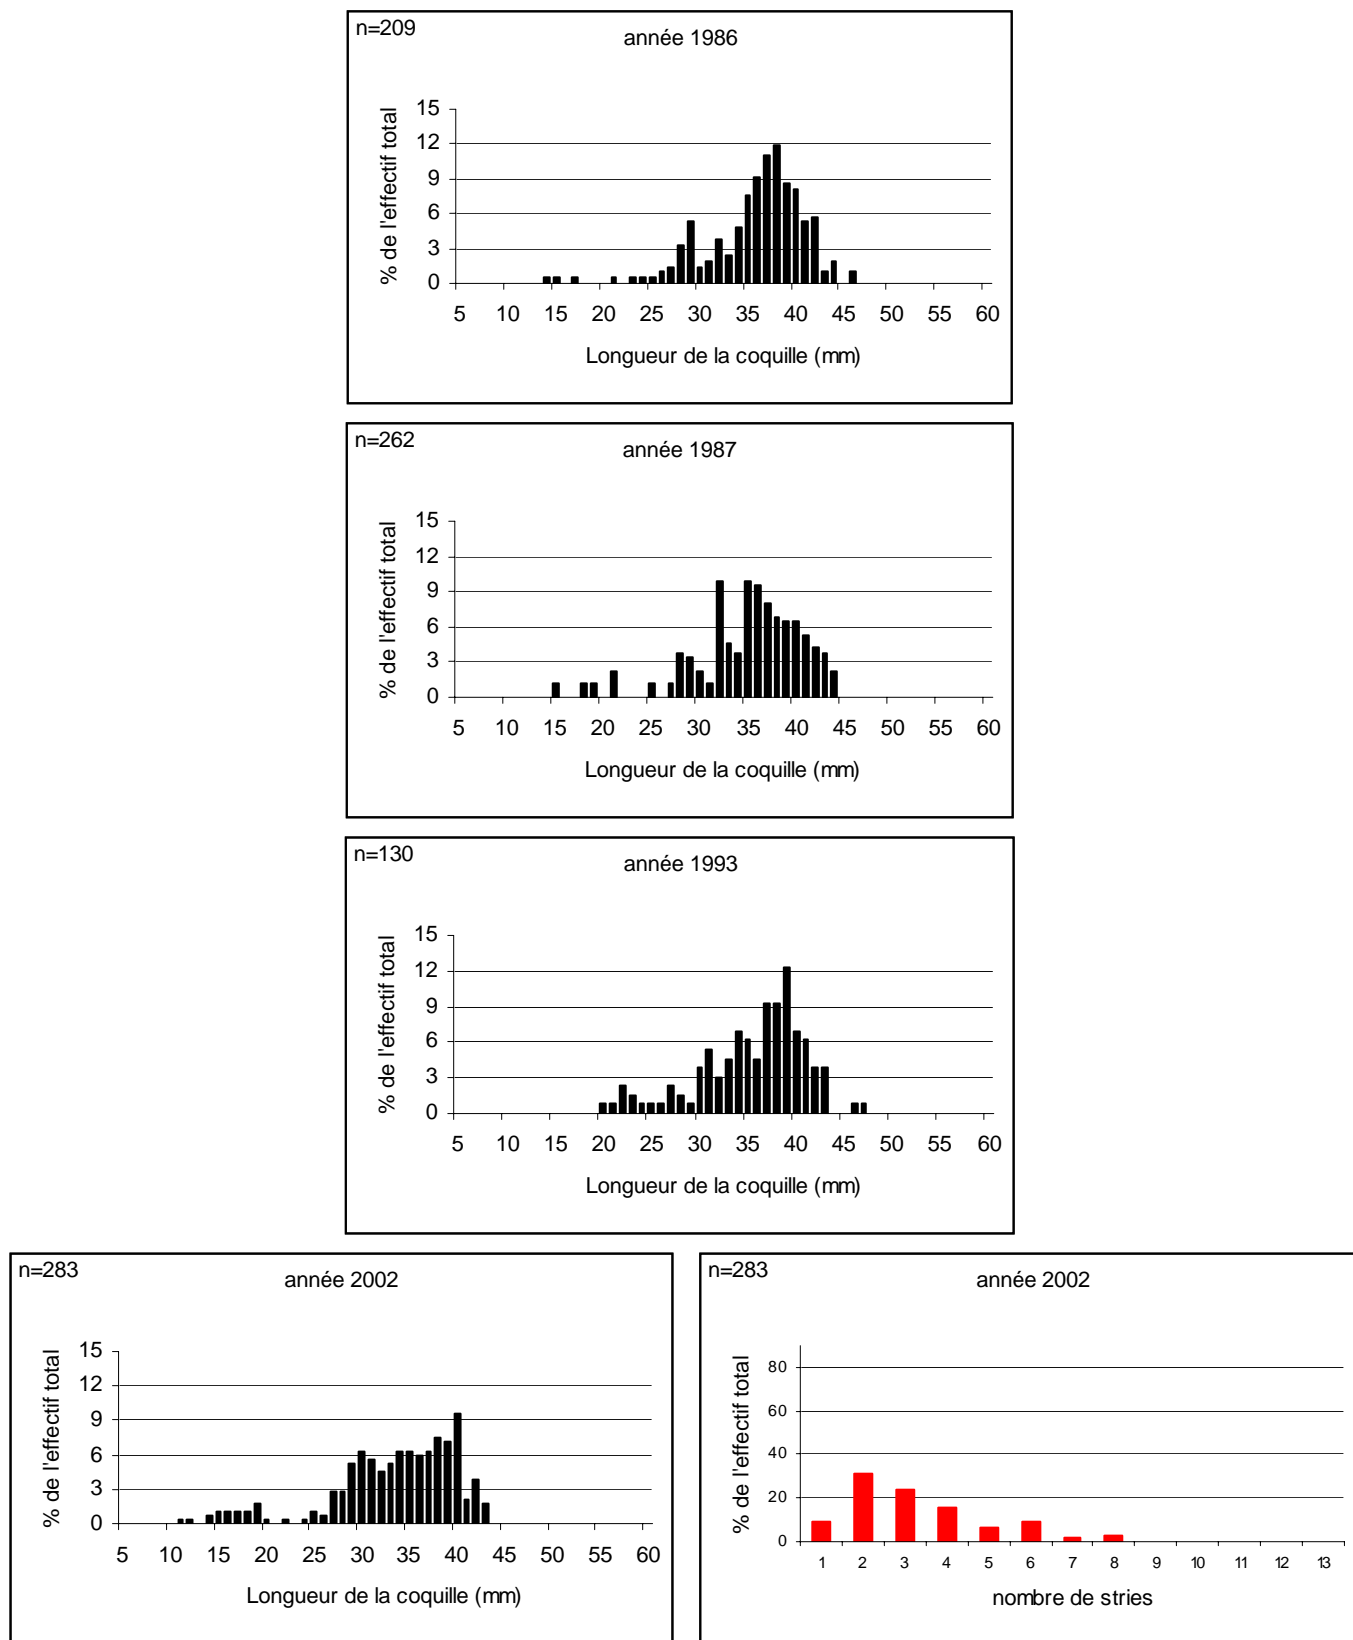 n=209
année 1986
% de l'effectif total
15
12
9
6
3
0
5 10 15 20 25 30 35 40 45 50 55 60
Longueur de la coquille (mm)
n=262
année 1987
% de l'effectif total
15
12
9
6
3
0
5 10 15 20 25 30 35 40 45 50 55 60
Longueur de la coquille (mm)
n=130
année 1993
% de l'effectif total
15
12
9
6
3
0
5 10 15 20 25 30 35 40 45 50 55 60
Longueur de la coquille (mm)
n=283
année 2002
% de l'effectif total
15
12
9
6
3
0
5 10 15 20 25 30 35 40 45 50 55 60
Longueur de la coquille (mm)
n=283
année 2002
% de l'effectif total
80
60
40
20
0
1 2 3 4 5 6 7 8 9 10 11 12 13
nombre de stries